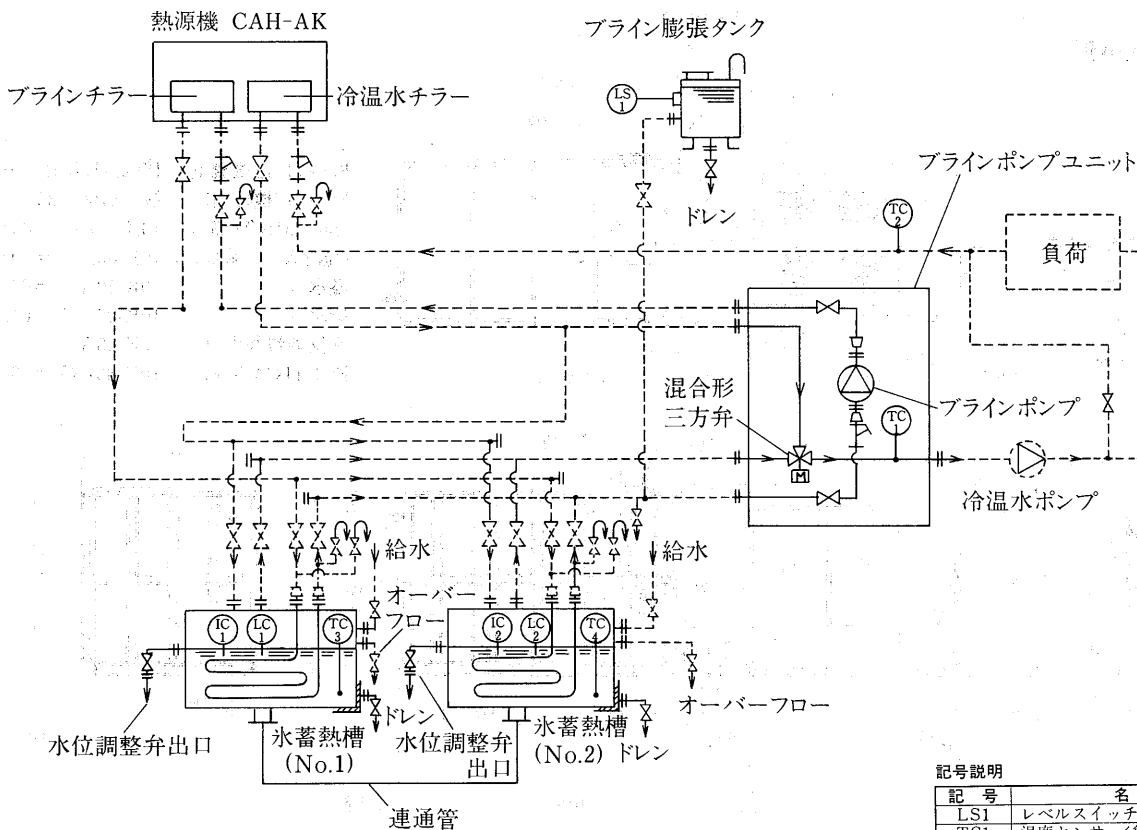 熱源機 CAH-AK
ブライン膨張タンク
ブラインチラー
冷温水チラー
LS
1
ブラインポンプユニット
ドレン
TC
2
負荷
混合形
三方弁
ブラインポンプ
TC
1
M
冷温水ポンプ
給水
給水
オーバー
フロー
IC
1
LC
1
TC
3
IC
2
LC
2
TC
4
オーバーフロー
ドレン
水位調整弁出口
氷蓄熱槽
(No.1)
水位調整弁
出口
氷蓄熱槽
(No.2)
ドレン
連通管
記号説明
記 号
名
LS1
レベルスイッチ
TC1